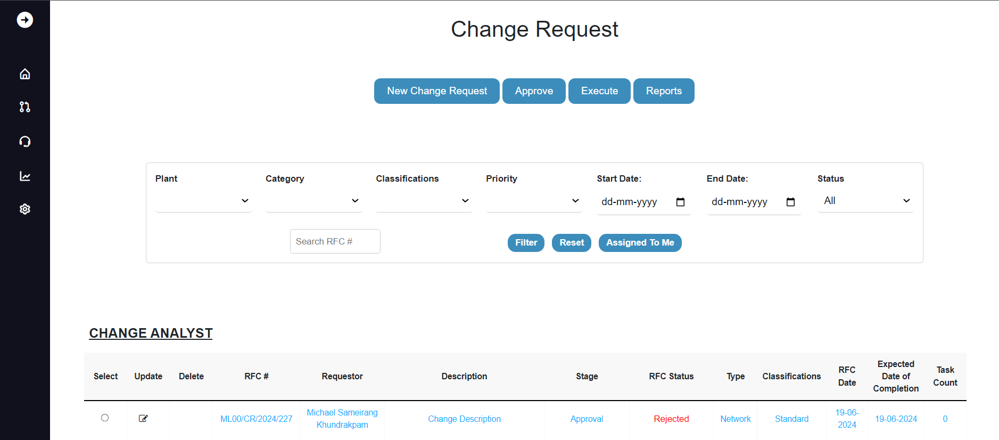 Change Request
New Change Request Approve Execute Reports
Plant Category Classifications Priority Start Date: End Date: Status
dd-mm-yyyy dd-mm-yyyy All
Search RFC # Filter Reset Assigned To Me
CHANGE ANALYST
Select Update Delete RFC # Requestor Description Stage RFC Status Type Classifications RFC Date Expected Date of Completion Task Count
ML00/CR/2024/227 Michael Sameirang Khundrakpam Change Description Approval Rejected Network Standard 19-06-2024 19-06-2024 0